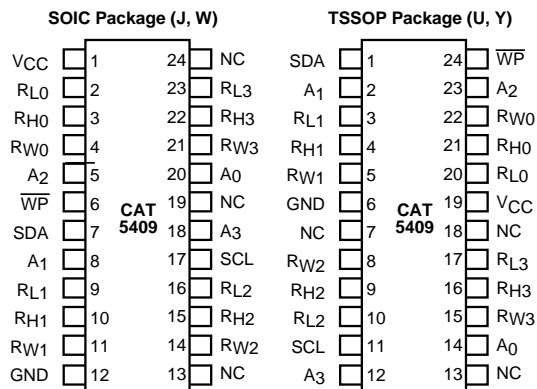 SOIC Package (J, W)
VCC 1 24 NC
RL0 2 23 RL3
RH0 3 22 RH3
RW0 4 21 RW3
A2 5 20 A0
WP 6 19 NC
SDA 7 18 A3
A1 8 17 SCL
RL1 9 16 RL2
RH1 10 15 RH2
RW1 11 14 RW2
GND 12 13 NC
CAT
5409
TSSOP Package (U, Y)
SDA 1 24 WP
A1 2 23 A2
RL1 3 22 RW0
RH1 4 21 RH0
RW1 5 20 RL0
GND 6 19 VCC
NC 7 18 NC
RW2 8 17 RL3
RH2 9 16 RH3
RL2 10 15 RW3
SCL 11 14 A0
A3 12 13 NC
CAT
5409